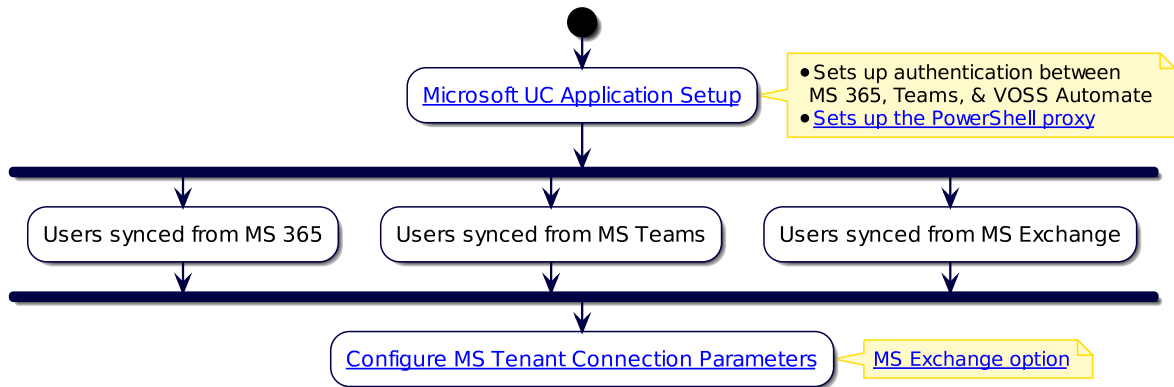 Microsoft UC Application Setup
• Sets up authentication between
MS 365, Teams, & VOSS Automate
• Sets up the PowerShell proxy
Users synced from MS 365
Users synced from MS Teams
Users synced from MS Exchange
Configure MS Tenant Connection Parameters
MS Exchange option